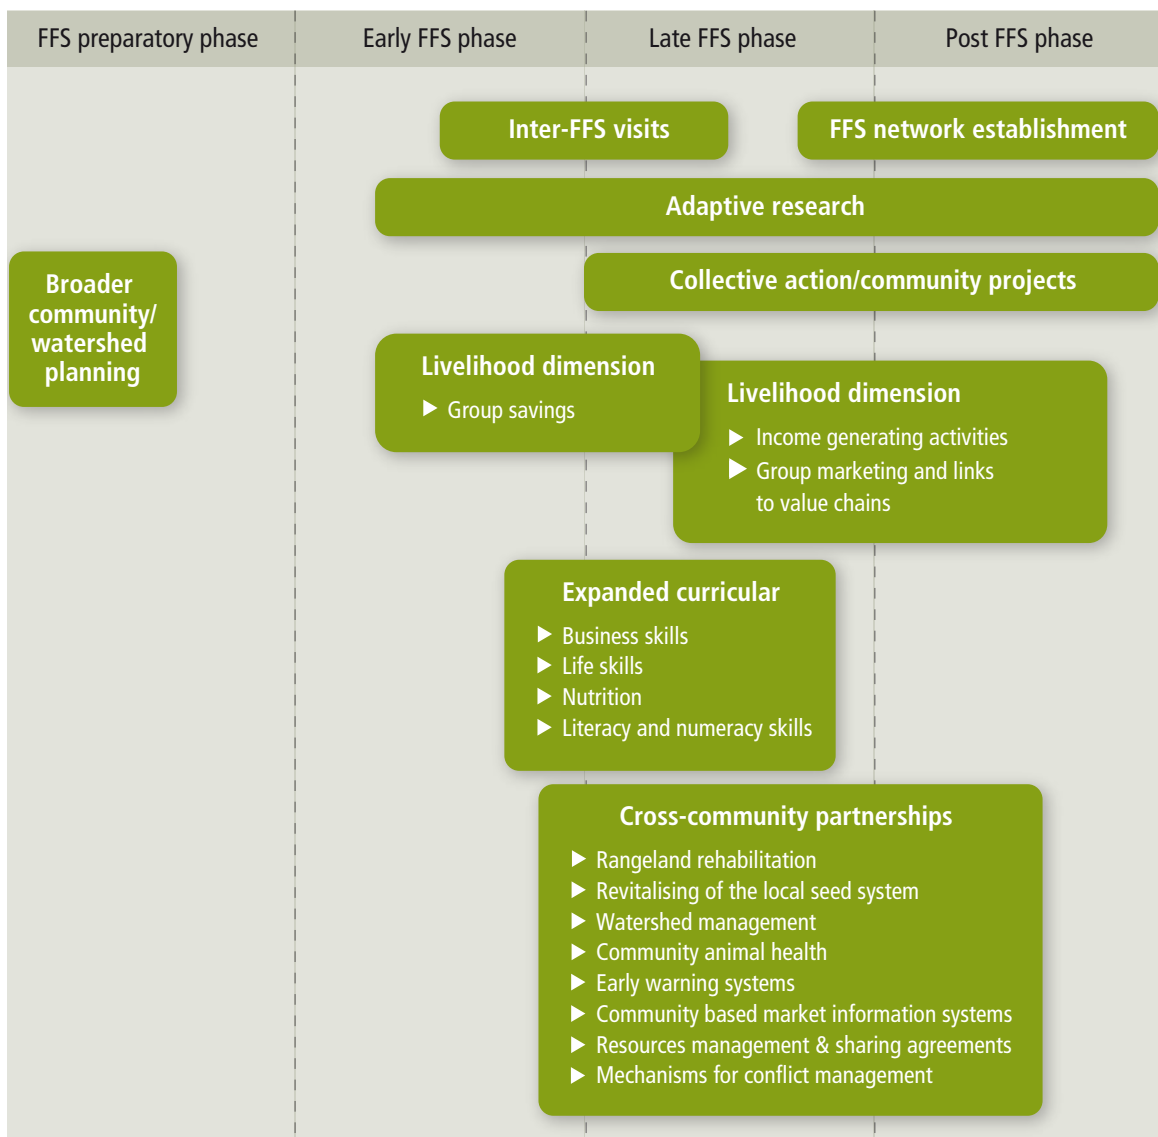 FFS preparatory phase
Early FFS phase
Late FFS phase
Post FFS phase
Inter-FFS visits
FFS network establishment
Adaptive research
Collective action/community projects
Broader
community/
watershed
planning
Livelihood dimension
Group savings
Livelihood dimension
Income generating activities
Group marketing and links
to value chains
Expanded curricular
Business skills
Life skills
Nutrition
Literacy and numeracy skills
Cross-community partnerships
Rangeland rehabilitation
Revitalising of the local seed system
Watershed management
Community animal health
Early warning systems
Community based market information systems
Resources management & sharing agreements
Mechanisms for conflict management